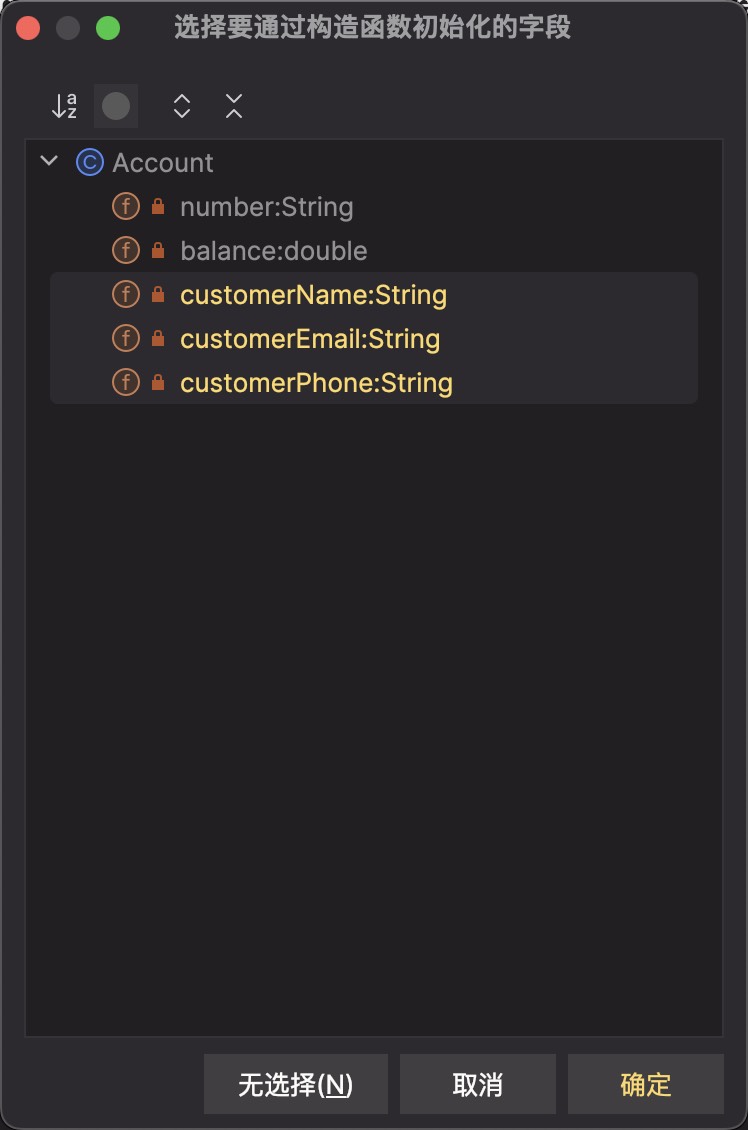 选择要通过构造函数初始化的字段
Account
number:String
balance:double
customerName:String
customerEmail:String
customerPhone:String
无选择(N) 取消 确定